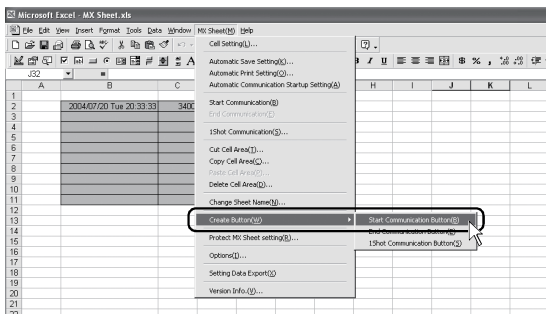 Microsoft Excel - MX Sheet.xls
File Edit View Insert Format Tools Data Window MX Sheet(M) Help
J32
A B C H I J K L
1
2 2004/07/20 Tue 20:33:33 3400
3
4
5
6
7
8
9
10
11
12
13
14
15
16
17
18
19
20
21
22
Cell Setting(L)...
Automatic Save Setting(K)...
Automatic Print Setting(O)...
Automatic Communication Startup Setting(A)
Start Communication(B)
End Communication(E)
1Shot Communication(S)...
Cut Cell Area(T)...
Copy Cell Area(C)...
Paste Cell Area(P)...
Delete Cell Area(D)...
Change Sheet Name(N)...
Create Button(W)
Protect MX Sheet setting(R)...
Options(I)...
Setting Data Export(X)
Version Info.(V)...
Start Communication Button(B)
End Communication Button(E)
1Shot Communication Button(S)